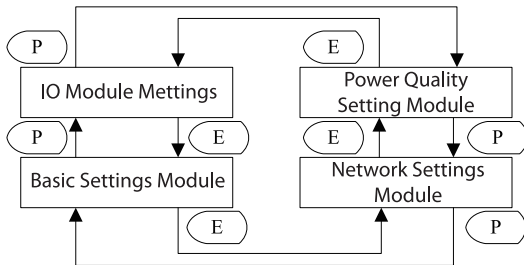 P
E
IO Module Mettings
Power Quality
Setting Module
P
E
E
P
Basic Settings Module
Network Settings
Module
E
P